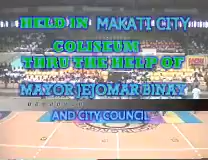 HELD IN MAKATI CITY
COLISEUM
THRU THE HELP OF
MAYOR JEJOMAR BINAY
AND CITY COUNCIL